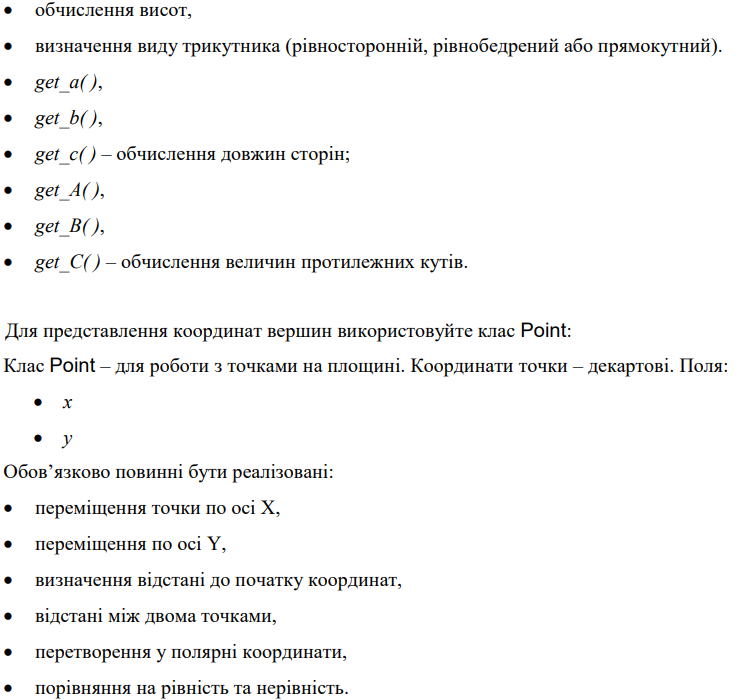 • обчислення висот,
• визначення виду трикутника (рівносторонній, рівнобедрений або прямокутний).
• get_a( ),
• get_b( ),
• get_c( ) – обчислення довжин сторін;
• get_A( ),
• get_B( ),
• get_C( ) – обчислення величин протилежних кутів.
Для представлення координат вершин використовуйте клас Point:
Клас Point – для роботи з точками на площині. Координати точки – декартові. Поля:
• x
• y
Обов’язково повинні бути реалізовані:
• переміщення точки по осі X,
• переміщення по осі Y,
• визначення відстані до початку координат,
• відстані між двома точками,
• перетворення у полярні координати,
• порівняння на рівність та нерівність.